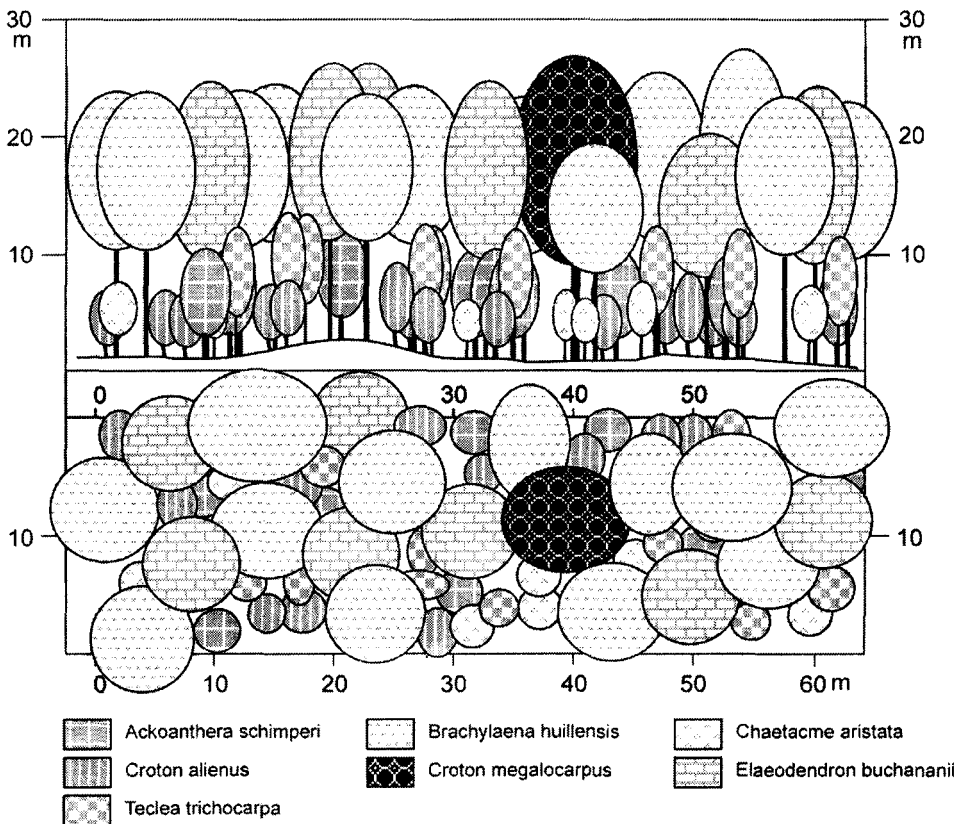 30 30
m m
20 20
10 10
0 30 40 50
10 10
0 10 20 30 40 50 60 m
Ackoanthera schimperi Brachylaena huillensis Chaetacme aristata
Croton alienus Croton megalocarpus Elaeodendron buchananii
Teclea trichocarpa